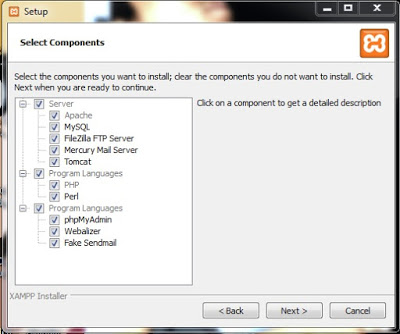 Setup
Select Components
Select the components you want to install; clear the components you do not want to install. Click
Next when you are ready to continue.
Server
Apache
MySQL
FileZilla FTP Server
Mercury Mail Server
Tomcat
Program Languages
PHP
Perl
Program Languages
phpMyAdmin
Webalizer
Fake Sendmail
Click on a component to get a detailed description
XAMPP Installer
< Back
Next >
Cancel